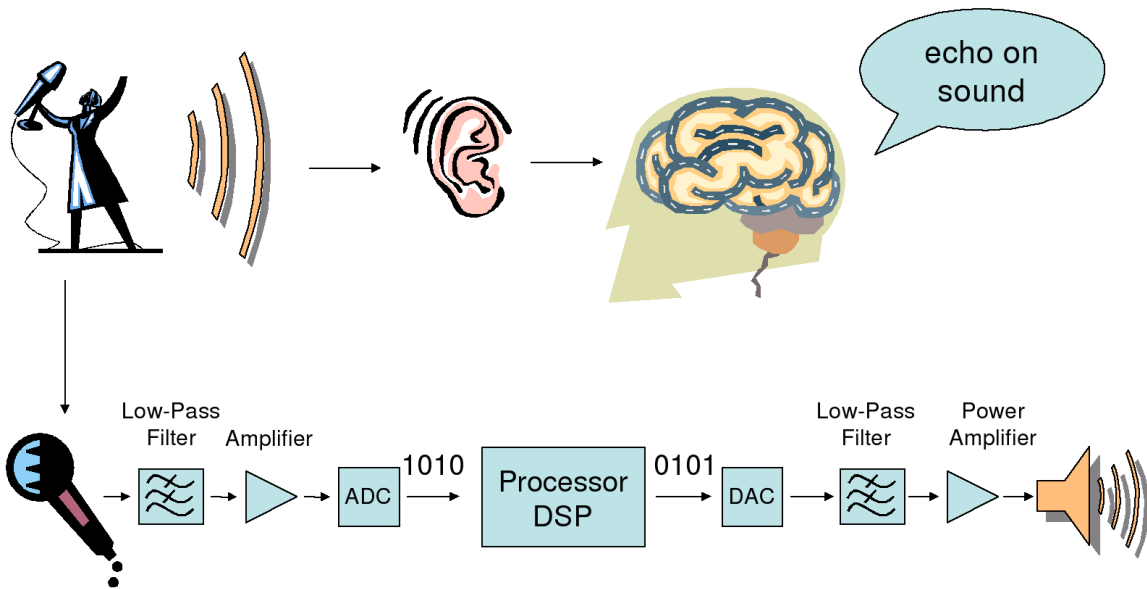 echo on
sound
Low-Pass
Filter
Amplifier
ADC
1010
Processor
DSP
0101
DAC
Low-Pass
Filter
Power
Amplifier